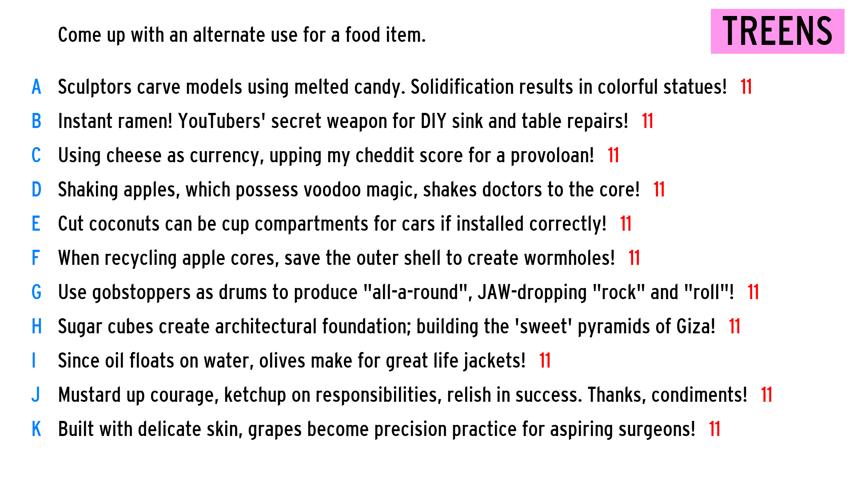 Come up with an alternate use for a food item.
TREENS
A Sculptors carve models using melted candy. Solidification results in colorful statues! 11
B Instant ramen! YouTubers' secret weapon for DIY sink and table repairs! 11
C Using cheese as currency, upping my cheddit score for a provoloan! 11
D Shaking apples, which possess voodoo magic, shakes doctors to the core! 11
E Cut coconuts can be cup compartments for cars if installed correctly! 11
F When recycling apple cores, save the outer shell to create wormholes! 11
G Use gobstoppers as drums to produce "all-a-round", JAW-dropping "rock" and "roll"! 11
H Sugar cubes create architectural foundation; building the 'sweet' pyramids of Giza! 11
I Since oil floats on water, olives make for great life jackets! 11
J Mustard up courage, ketchup on responsibilities, relish in success. Thanks, condiments! 11
K Built with delicate skin, grapes become precision practice for aspiring surgeons! 11